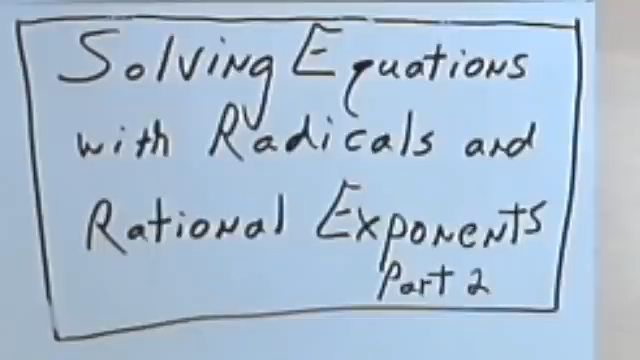 Solving Equations
with Radicals and
Rational Exponents
Part 2